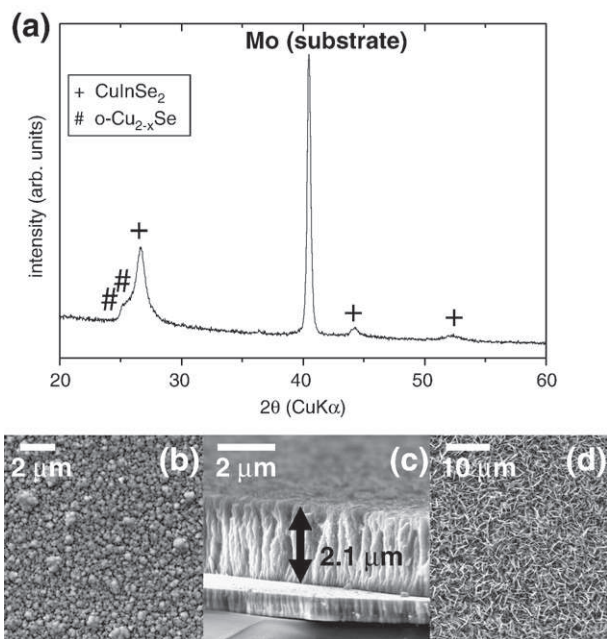 (a)
Mo (substrate)
+ CuInSe₂
# o-Cu₂₋ₓSe
intensity (arb. units)
+
#
#
+
+
20 30 40 50 60
2θ (CuKα)
2 μm (b)
2 μm (c)
10 μm (d)
2.1 μm